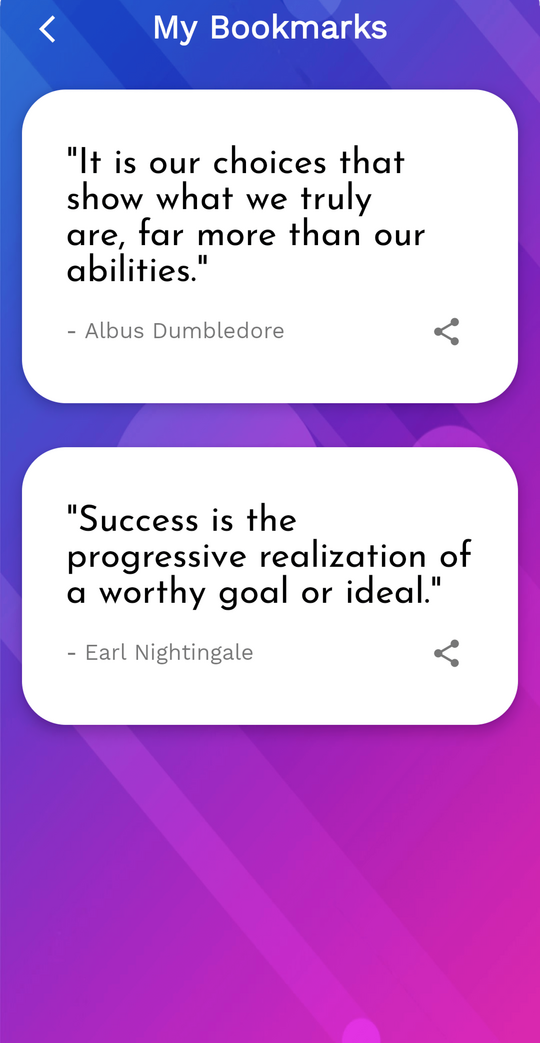 My Bookmarks
"It is our choices that
show what we truly
are, far more than our
abilities."
- Albus Dumbledore
"Success is the
progressive realization of
a worthy goal or ideal."
- Earl Nightingale